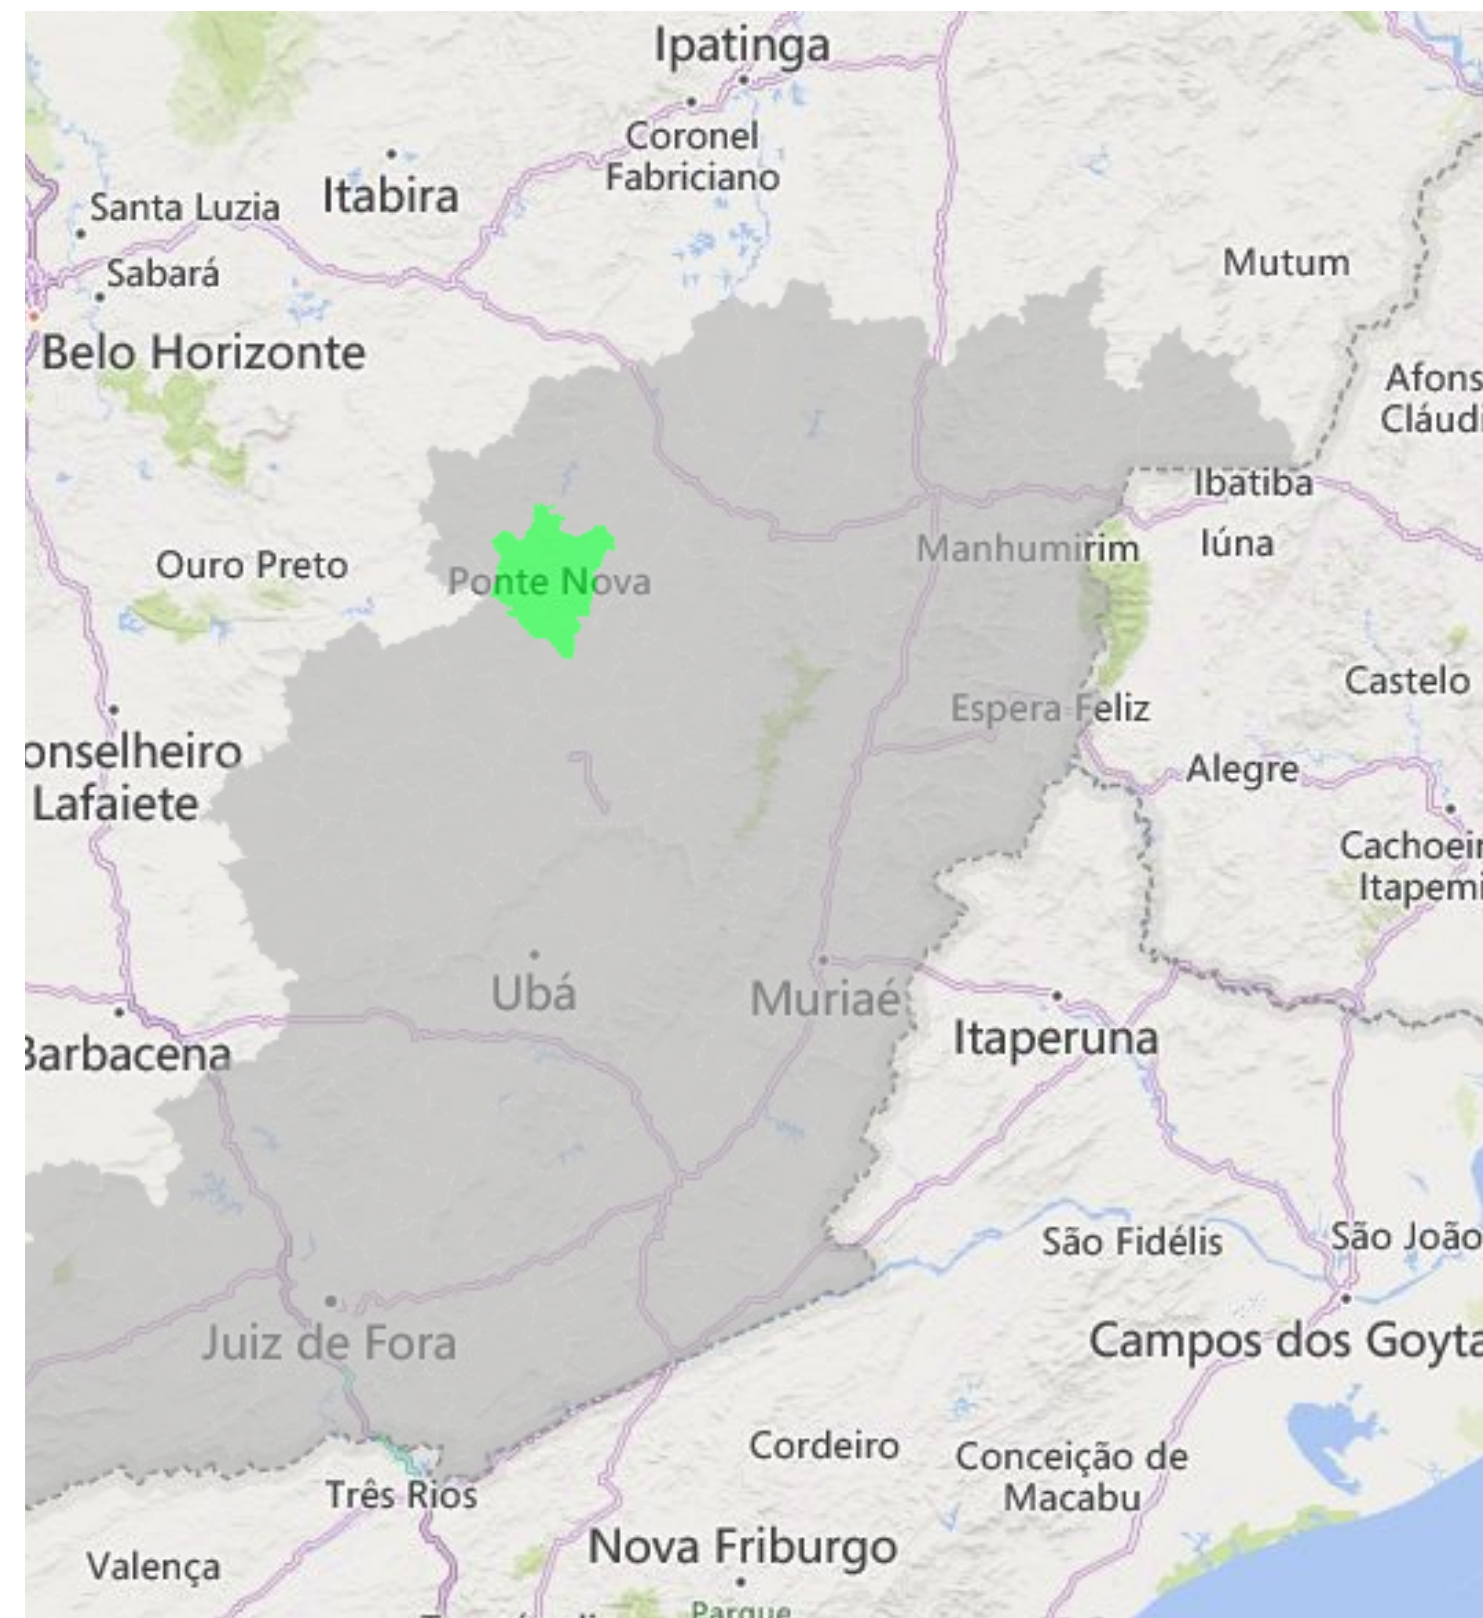 Ipatinga
Coronel
Fabriciano
Itabira
Santa Luzia
Sabará
Mutum
Belo Horizonte
Afons
Cláudi
Ibatiba
Iúna
Manhumirim
Ouro Preto
Ponte Nova
Castelo
Espera Feliz
onselheiro
Lafaiete
Alegre
Cachoeir
Itapemi
Ubá
Muriaé
Itaperuna
Barbacena
São Fidélis
São João
Juiz de Fora
Campos dos Goyta
Cordeiro
Conceição de
Macabu
Três Rios
Nova Friburgo
Valença
Parque